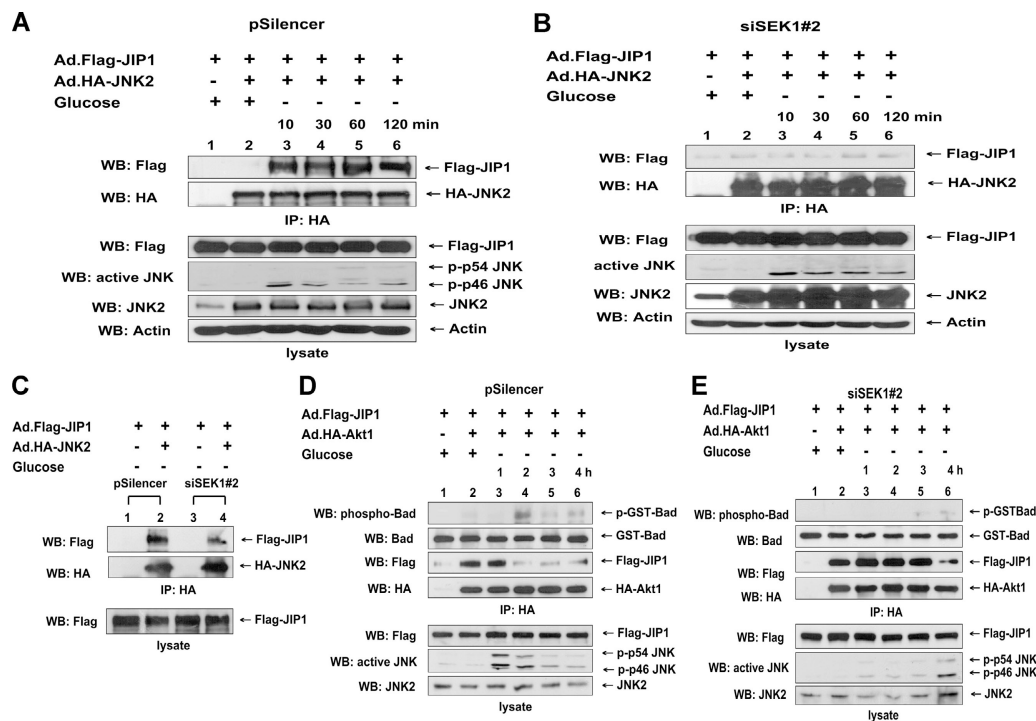 A
pSilencer
Ad.Flag-JIP1 + + + + + +
Ad.HA-JNK2 - + + + + +
Glucose + + - - - -
10 30 60 120 min
1 2 3 4 5 6
WB: Flag ← Flag-JIP1
WB: HA ← HA-JNK2
IP: HA
WB: Flag ← Flag-JIP1
← p-p54 JNK
WB: active JNK
← p-p46 JNK
WB: JNK2 ← JNK2
WB: Actin ← Actin
lysate
B
siSEK1#2
Ad.Flag-JIP1 + + + + + +
Ad.HA-JNK2 - + + + + +
Glucose + + - - - -
10 30 60 120 min
1 2 3 4 5 6
WB: Flag ← Flag-JIP1
WB: HA ← HA-JNK2
IP: HA
WB: Flag ← Flag-JIP1
active JNK
WB: JNK2 ← JNK2
WB: Actin ← Actin
lysate
C
Ad.Flag-JIP1 + + + +
Ad.HA-JNK2 - + - +
Glucose - - - -
pSilencer siSEK1#2
1 2 3 4
WB: Flag ← Flag-JIP1
WB: HA ← HA-JNK2
IP: HA
WB: Flag ← Flag-JIP1
lysate
D
pSilencer
Ad.Flag-JIP1 + + + + + +
Ad.HA-Akt1 - + + + + +
Glucose + + - - - -
1 2 3 4 h
1 2 3 4 5 6
WB: phospho-Bad ← p-GST-Bad
WB: Bad ← GST-Bad
WB: Flag ← Flag-JIP1
WB: HA ← HA-Akt1
IP: HA
WB: Flag ← Flag-JIP1
← p-p54 JNK
WB: active JNK
← p-p46 JNK
WB: JNK2 ← JNK2
lysate
E
siSEK1#2
Ad.Flag-JIP1 + + + + + +
Ad.HA-Akt1 - + + + + +
Glucose + + - - - -
1 2 3 4 h
1 2 3 4 5 6
WB: phospho-Bad ← p-GSTBad
WB: Bad ← GST-Bad
WB: Flag ← Flag-JIP1
WB: HA ← HA-Akt1
IP: HA
WB: Flag ← Flag-JIP1
← p-p54 JNK
WB: active JNK
← p-p46 JNK
WB: JNK2 ← JNK2
lysate